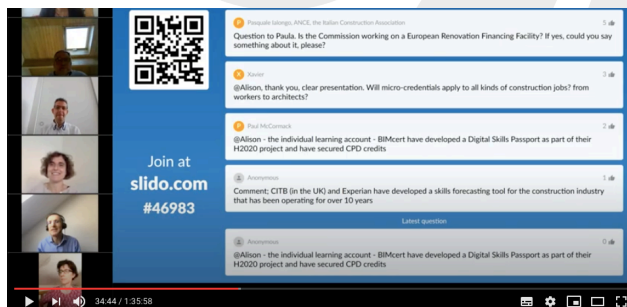 Join at
slido.com
#46983
P Pasquale Ialongo, ANCE, the Italian Construction Association 5
Question to Paula. Is the Commission working on a European Renovation Financing Facility? If yes, could you say
something about it, please?
X Xavier 3
@Alison, thank you, clear presentation. Will micro-credentials apply to all kinds of construction jobs? from
workers to architects?
P Paul McCormack 2
@Alison - the individual learning account - BIMcert have developed a Digital Skills Passport as part of their
H2020 project and have secured CPD credits
Anonymous 1
Comment; CITB (in the UK) and Experian have developed a skills forecasting tool for the construction industry
that has been operating for over 10 years
Latest question
Anonymous 0
@Alison - the individual learning account - BIMcert have developed a Digital Skills Passport as part of their
H2020 project and have secured CPD credits
34:44 / 1:35:58